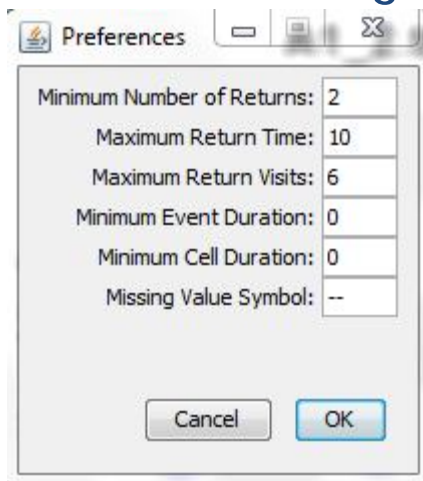 Preferences
Minimum Number of Returns: 2
Maximum Return Time: 10
Maximum Return Visits: 6
Minimum Event Duration: 0
Minimum Cell Duration: 0
Missing Value Symbol: --
Cancel OK